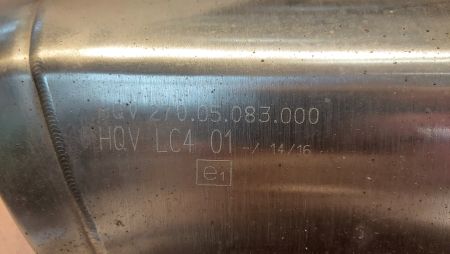 HQV 270.05.083.000
HQV LC4 01 -/ 14/16
e1